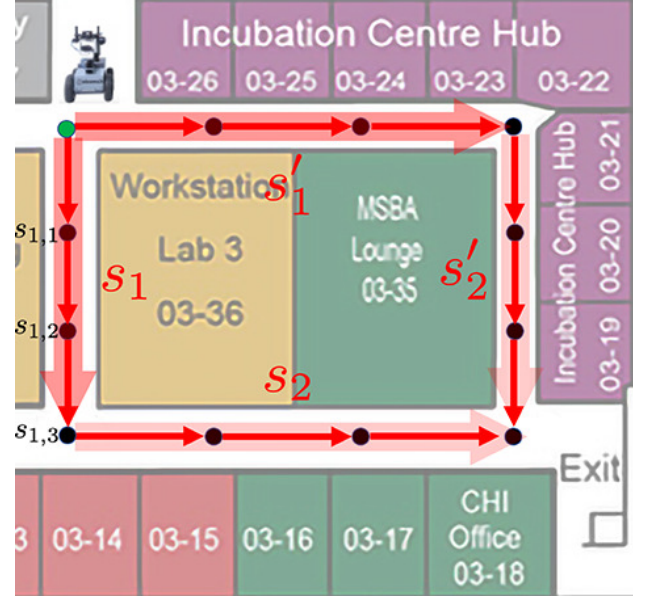 Incubation Centre Hub
03-26 03-25 03-24 03-23 03-22
Workstation
Lab 3
03-36
MSBA
Lounge
03-35
Incubation Centre Hub
03-21
03-20
03-19
s′1
s1,1
s1
s′2
s1,2
s2
s1,3
Exit
3 03-14 03-15 03-16 03-17
CHI
Office
03-18